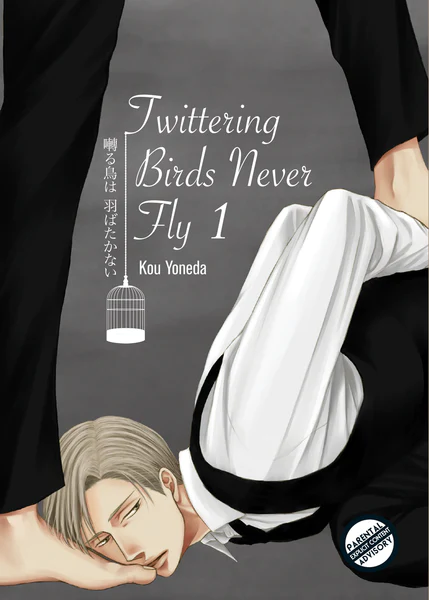 Twittering
Birds Never
Fly 1
囀る鳥は 羽ばたかない
Kou Yoneda
PARENTAL
EXPLICIT CONTENT
ADVISORY